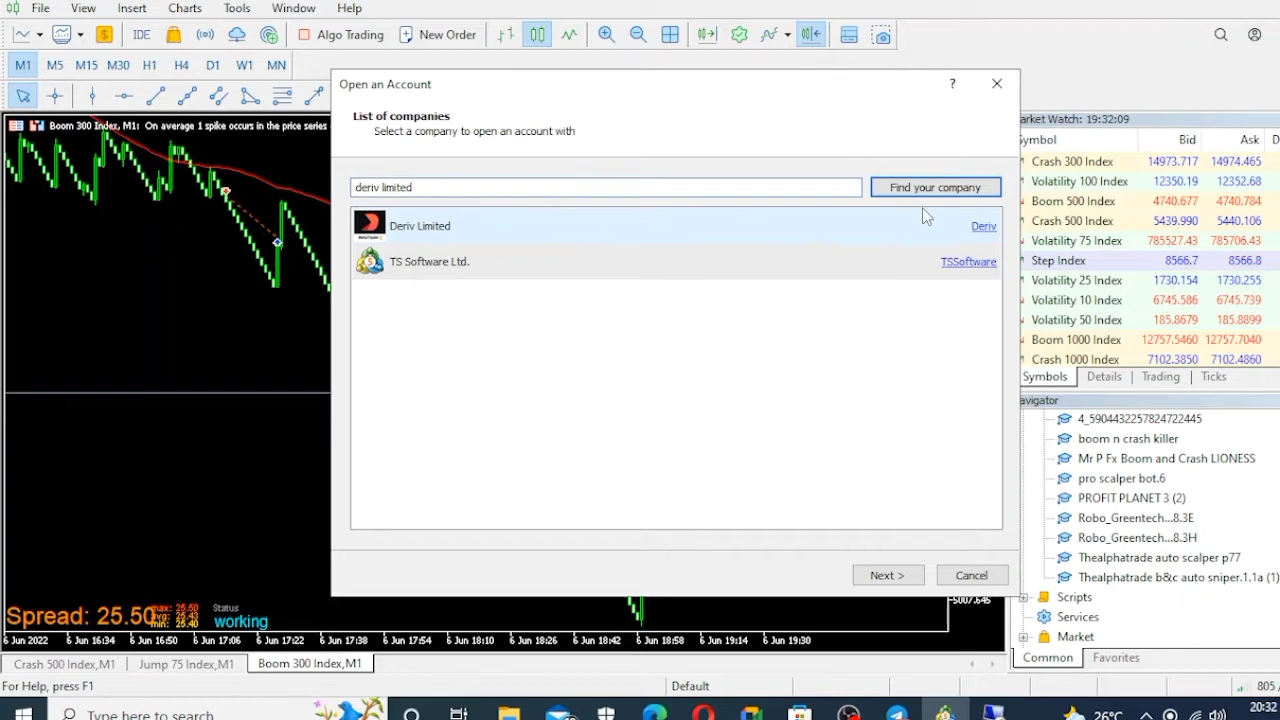 File View Insert Charts Tools Window Help
IDE Algo Trading New Order
M1 M5 M15 M30 H1 H4 D1 W1 MN
Open an Account ?
List of companies
Select a company to open an account with
deriv limited Find your company
Deriv Limited Deriv
TS Software Ltd. TSSoftware
Next > Cancel
Boom 300 Index, M1: On average 1 spike occurs in the price series
Spread: 25.50
max: 25.50
avg: 25.43
min: 25.40
Status
working
5007.645
6 Jun 2022 6 Jun 16:34 6 Jun 16:50 6 Jun 17:06 6 Jun 17:22 6 Jun 17:38 6 Jun 17:54 6 Jun 18:10 6 Jun 18:26 6 Jun 18:42 6 Jun 18:58 6 Jun 19:14 6 Jun 19:30
Crash 500 Index,M1 Jump 75 Index,M1 Boom 300 Index,M1
arket Watch: 19:32:09
ymbol Bid Ask D
Crash 300 Index 14973.717 14974.465
Volatility 100 Index 12350.19 12352.68
Boom 500 Index 4740.677 4740.784
Crash 500 Index 5439.990 5440.106
Volatility 75 Index 785527.43 785706.43
Step Index 8566.7 8566.8
Volatility 25 Index 1730.154 1730.255
Volatility 10 Index 6745.586 6745.739
Volatility 50 Index 185.8679 185.8899
Boom 1000 Index 12757.5460 12757.7040
Crash 1000 Index 7102.3850 7102.4860
Symbols Details Trading Ticks
avigator
4_5904432257824722445
boom n crash killer
Mr P Fx Boom and Crash LIONESS
pro scalper bot.6
PROFIT PLANET 3 (2)
Robo_Greentech...8.3E
Robo_Greentech...8.3H
Thealphatrade auto scalper p77
Thealphatrade b&c auto sniper.1.1a (1)
Scripts
Services
Market
Common Favorites
For Help, press F1 Default 805 /
Type here to search 26°C 20:32